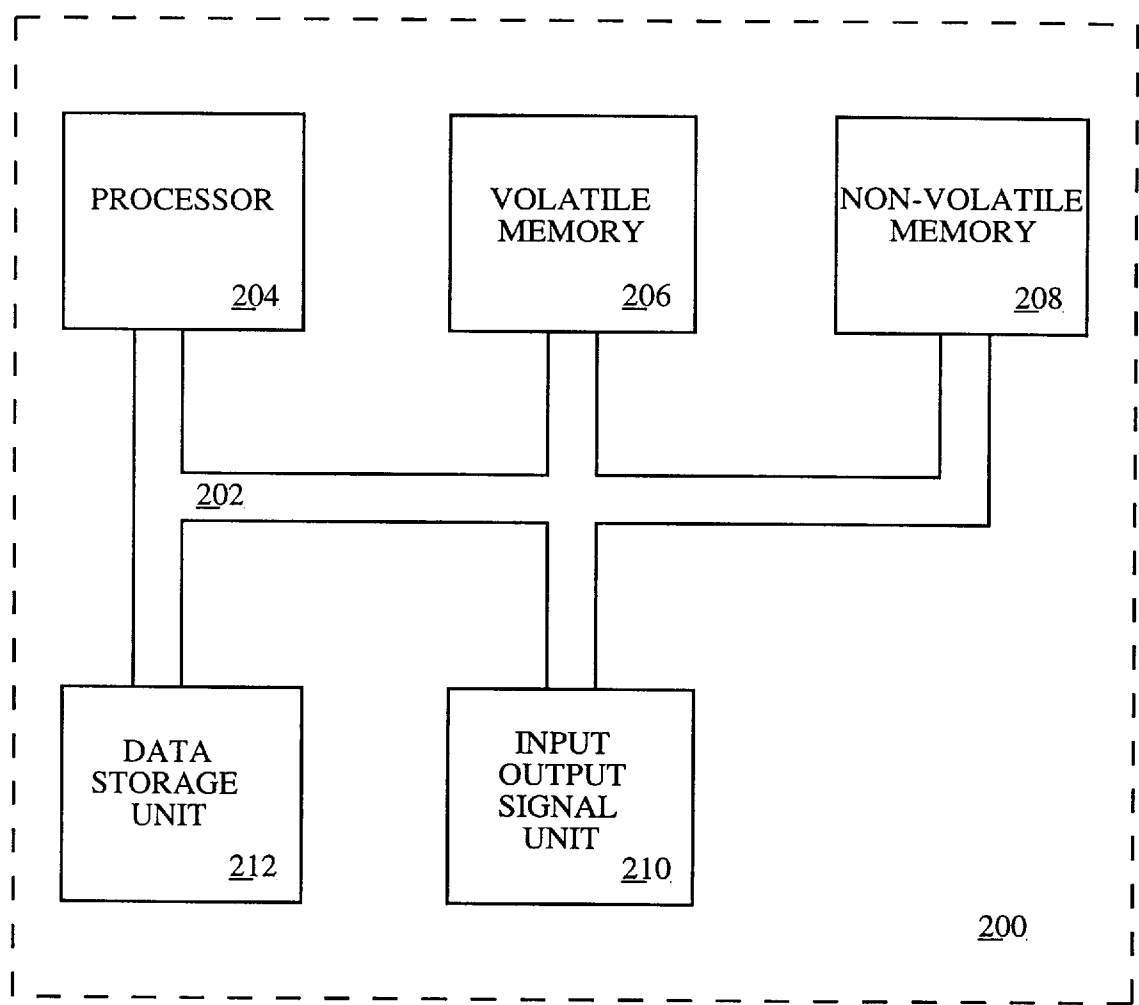 PROCESSOR
204
VOLATILE
MEMORY
206
NON-VOLATILE
MEMORY
208
202
DATA
STORAGE
UNIT
212
INPUT
OUTPUT
SIGNAL
UNIT
210
200